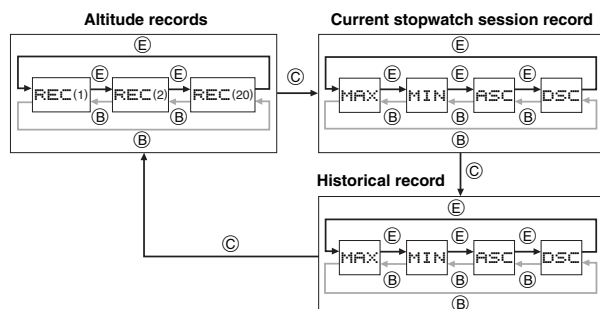 Altitude records
E
E E
REC(1) REC(2) REC(20)
B B
B
C
Current stopwatch session record
E
E E E
MAX MIN ASC DSC
B B B
B
C
Historical record
E
E E E
MAX MIN ASC DSC
B B B
B
C